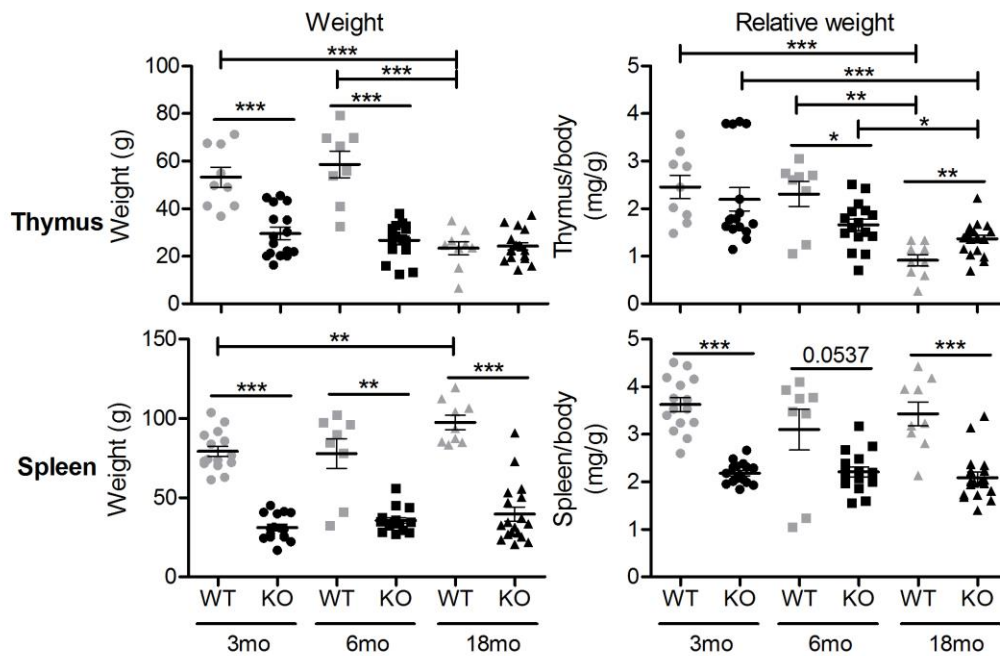 Weight
Relative weight
Thymus
Weight (g)
100
80
60
40
20
0
***
***
***
***
Thymus/body
(mg/g)
5
4
3
2
1
0
***
***
**
*
*
**
Spleen
Weight (g)
150
100
50
0
**
***
**
***
Spleen/body
(mg/g)
5
4
3
2
1
0
***
0.0537
***
WT KO WT KO WT KO
3mo 6mo 18mo
WT KO WT KO WT KO
3mo 6mo 18mo